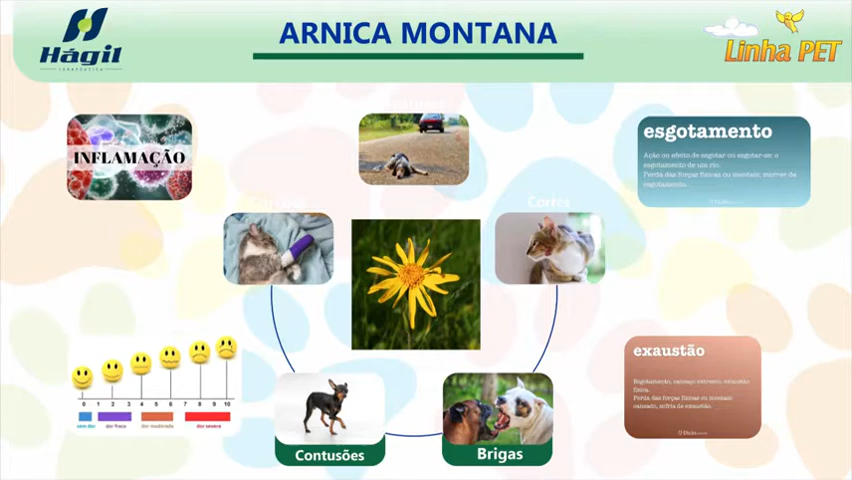 Hágil
TERAPÊUTICA
ARNICA MONTANA
Linha PET
INFLAMAÇÃO
esgotamento
Ação ou efeito de esgotar ou esgotar-se; o
esgotamento de um rio.
Perda das forças físicas ou mentais; morrer de
esgotamento.
Cortes
0 1 2 3 4 5 6 7 8 9 10
sem dor dor fraca dor moderada dor severa
Contusões
Brigas
exaustão
Esgotamento, cansaço extremo, exaustão
física.
Perda das forças físicas ou mentais:
cansado, sofria de exaustão.